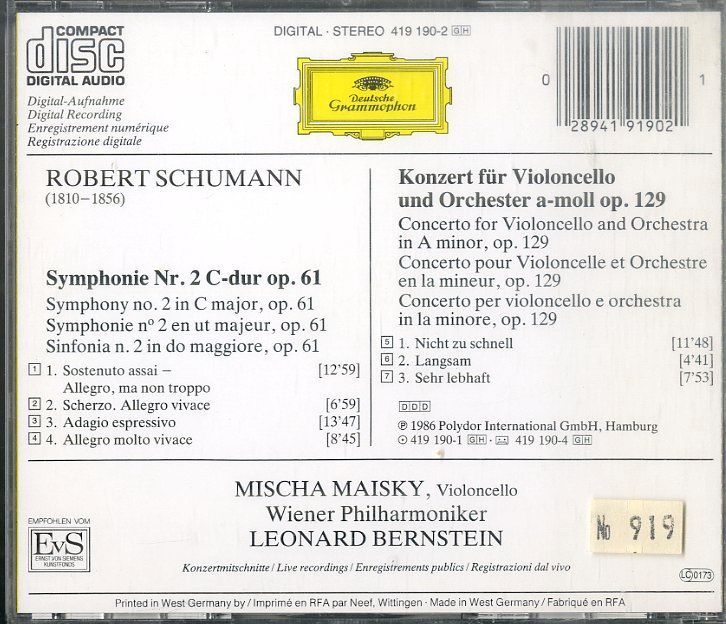 COMPACT
disc
DIGITAL AUDIO
DIGITAL · STEREO 419 190-2 GH
Deutsche
Grammophon
0
28941 91902
1
Digital-Aufnahme
Digital Recording
Enregistrement numérique
Registrazione digitale
ROBERT SCHUMANN
(1810–1856)
Symphonie Nr. 2 C-dur op. 61
Symphony no. 2 in C major, op. 61
Symphonie nº 2 en ut majeur, op. 61
Sinfonia n. 2 in do maggiore, op. 61
1 1. Sostenuto assai – [12'59]
Allegro, ma non troppo
2 2. Scherzo. Allegro vivace [6'59]
3 3. Adagio espressivo [13'47]
4 4. Allegro molto vivace [8'45]
Konzert für Violoncello
und Orchester a-moll op. 129
Concerto for Violoncello and Orchestra
in A minor, op. 129
Concerto pour Violoncelle et Orchestre
en la mineur, op. 129
Concerto per violoncello e orchestra
in la minore, op. 129
5 1. Nicht zu schnell [11'48]
6 2. Langsam [4'41]
7 3. Sehr lebhaft [7'53]
DDD
℗ 1986 Polydor International GmbH, Hamburg
419 190-1 GH · 419 190-4 GH
MISCHA MAISKY, Violoncello
Wiener Philharmoniker
LEONARD BERNSTEIN
Konzertmitschnitte / Live recordings / Enregistrements publics / Registrazioni dal vivo
EMPFOHLEN VOM
EvS
ERNST VON SIEMENS
KUNSTFONDS
№ 919
LC 0173
Printed in West Germany by / Imprimé en RFA par Neef, Wittingen · Made in West Germany / Fabriqué en RFA